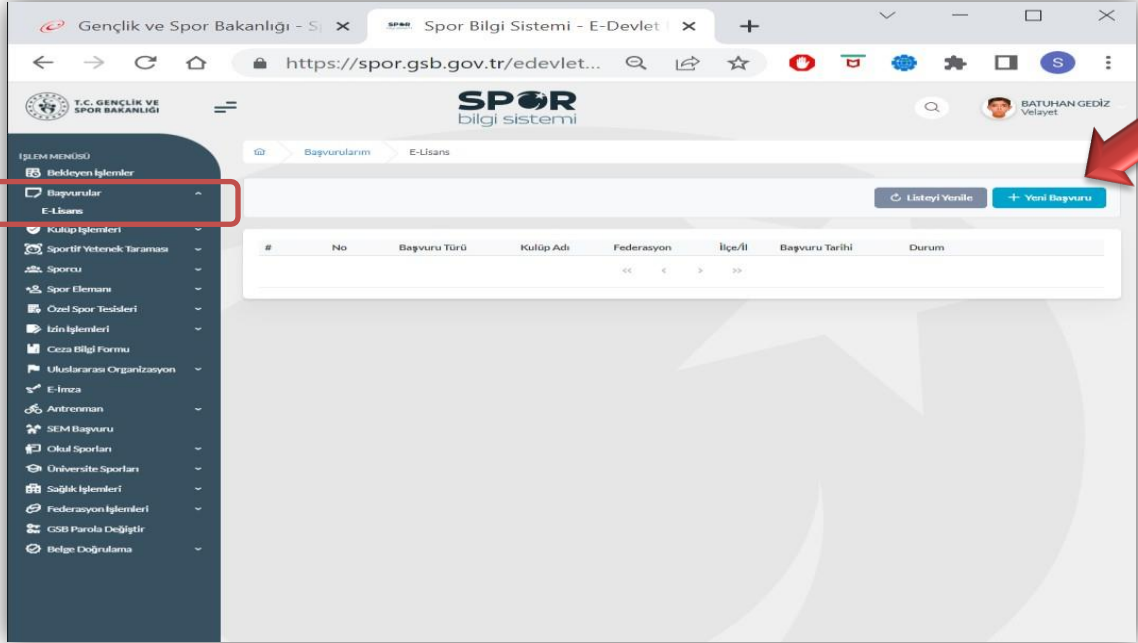 Gençlik ve Spor Bakanlığı - S
Spor Bilgi Sistemi - E-Devlet
https://spor.gsb.gov.tr/edevlet...
S
T.C. GENÇLİK VE
SPOR BAKANLIĞI
SPOR
bilgi sistemi
BATUHAN GEDİZ
Velayet
İŞLEM MENÜSÜ
Bekleyen İşlemler
Başvurular
E-Lisans
Kulüp İşlemleri
Sportif Yetenek Taraması
Sporcu
Spor Elemanı
Özel Spor Tesisleri
İzin İşlemleri
Ceza Bilgi Formu
Uluslararası Organizasyon
E-İmza
Antrenman
SEM Başvuru
Okul Sporları
Üniversite Sporları
Sağlık İşlemleri
Federasyon İşlemleri
GSB Parola Değiştir
Belge Doğrulama
Başvurularım E-Lisans
Listeyi Yenile + Yeni Başvuru
# No Başvuru Türü Kulüp Adı Federasyon İlçe/İl Başvuru Tarihi Durum
<< < > >>